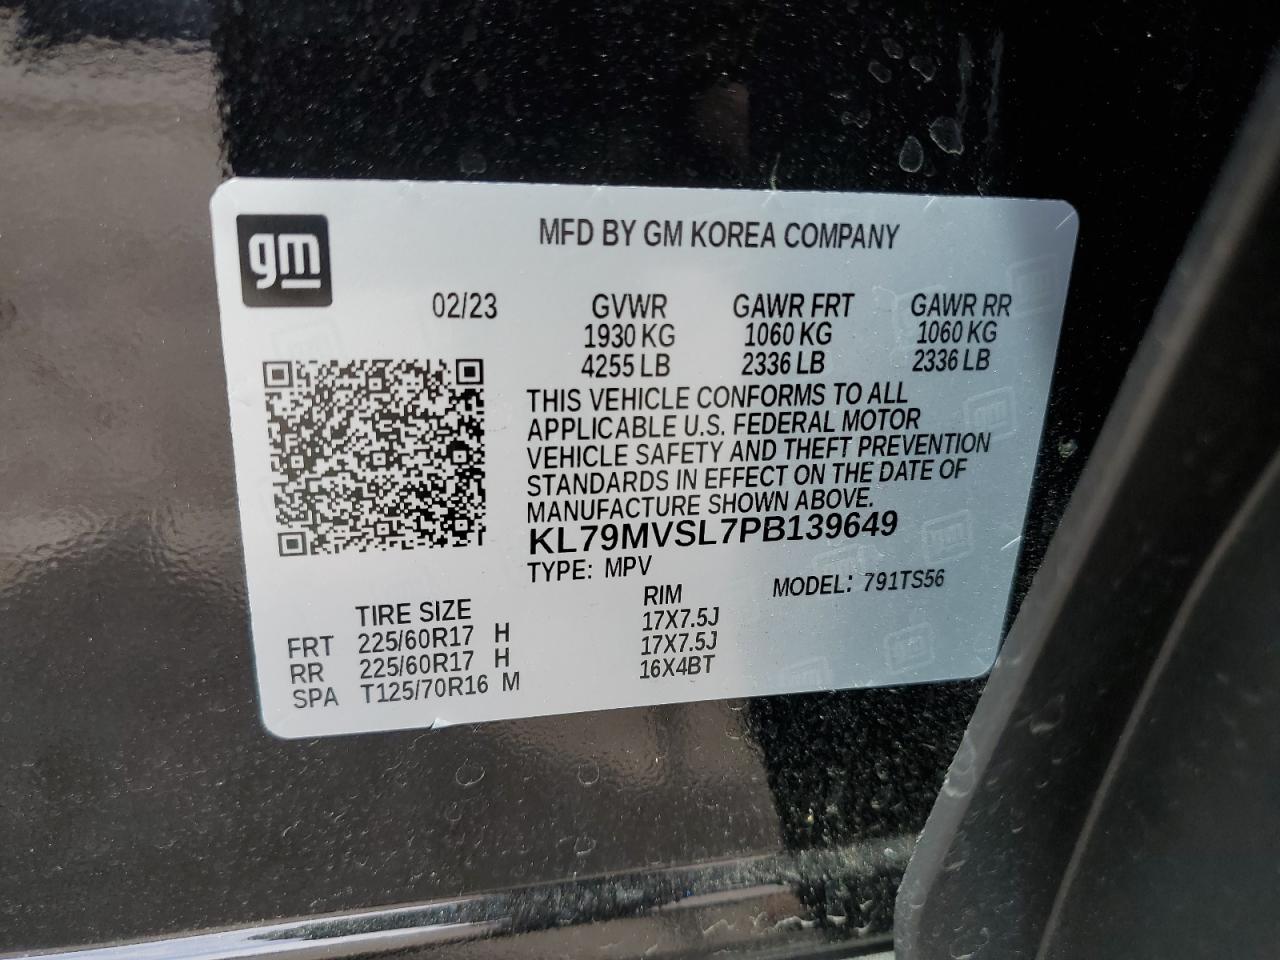 gm
MFD BY GM KOREA COMPANY
02/23 GVWR GAWR FRT GAWR RR
1930 KG 1060 KG 1060 KG
4255 LB 2336 LB 2336 LB
THIS VEHICLE CONFORMS TO ALL
APPLICABLE U.S. FEDERAL MOTOR
VEHICLE SAFETY AND THEFT PREVENTION
STANDARDS IN EFFECT ON THE DATE OF
MANUFACTURE SHOWN ABOVE.
KL79MVSL7PB139649
TYPE: MPV MODEL: 791TS56
TIRE SIZE RIM
FRT 225/60R17 H 17X7.5J
RR 225/60R17 H 17X7.5J
SPA T125/70R16 M 16X4BT